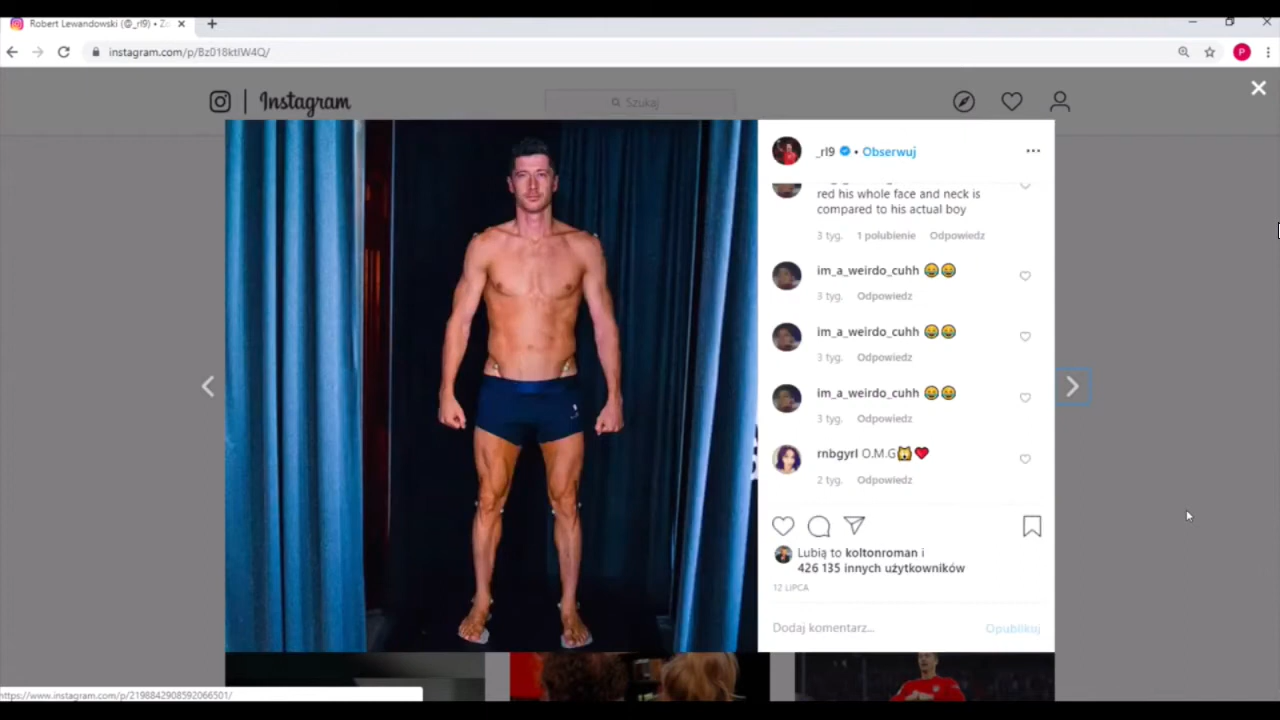 Robert Lewandowski (@_rl9) • Z
instagram.com/p/Bz018ktIW4Q/
P
Instagram
Szukaj
_rl9 • Obserwuj
red his whole face and neck is
compared to his actual boy
3 tyg. 1 polubienie Odpowiedz
im_a_weirdo_cuhh 😂😂
3 tyg. Odpowiedz
im_a_weirdo_cuhh 😂😂
3 tyg. Odpowiedz
im_a_weirdo_cuhh 😂😂
3 tyg. Odpowiedz
rnbgyrl O.M.G🙀❤️
2 tyg. Odpowiedz
Lubią to koltonroman i
426 135 innych użytkowników
12 LIPCA
Dodaj komentarz...
Opublikuj
https://www.instagram.com/p/2198842908592066501/